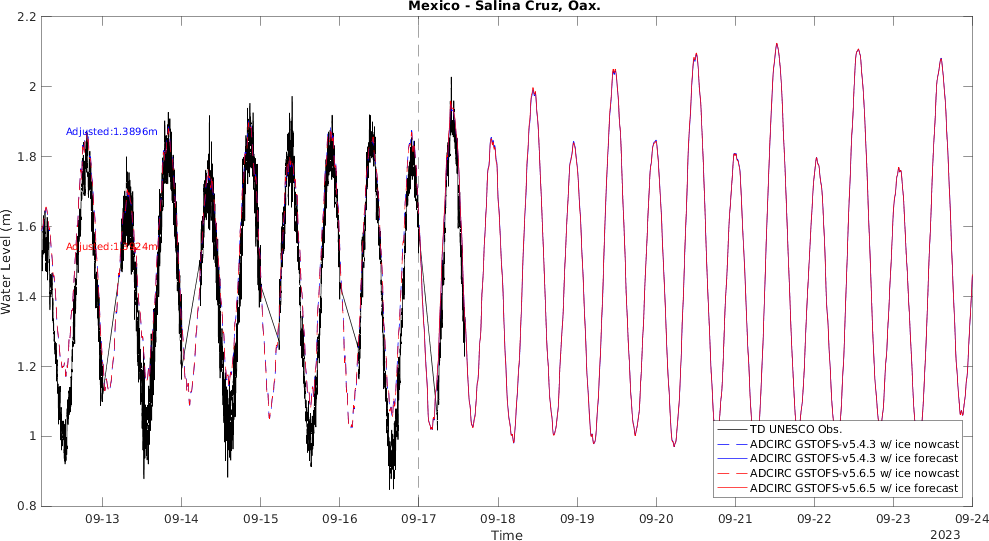 Mexico - Salina Cruz, Oax.
2.2
2
1.8
1.6
1.4
1.2
1
0.8
Water Level (m)
Adjusted:1.3896m
TD UNESCO Obs.
ADCIRC GSTOFS-v5.4.3 w/ ice nowcast
ADCIRC GSTOFS-v5.4.3 w/ ice forecast
ADCIRC GSTOFS-v5.6.5 w/ ice nowcast
ADCIRC GSTOFS-v5.6.5 w/ ice forecast
09-13 09-14 09-15 09-16 09-17 09-18 09-19 09-20 09-21 09-22 09-23 09-24
Time
2023